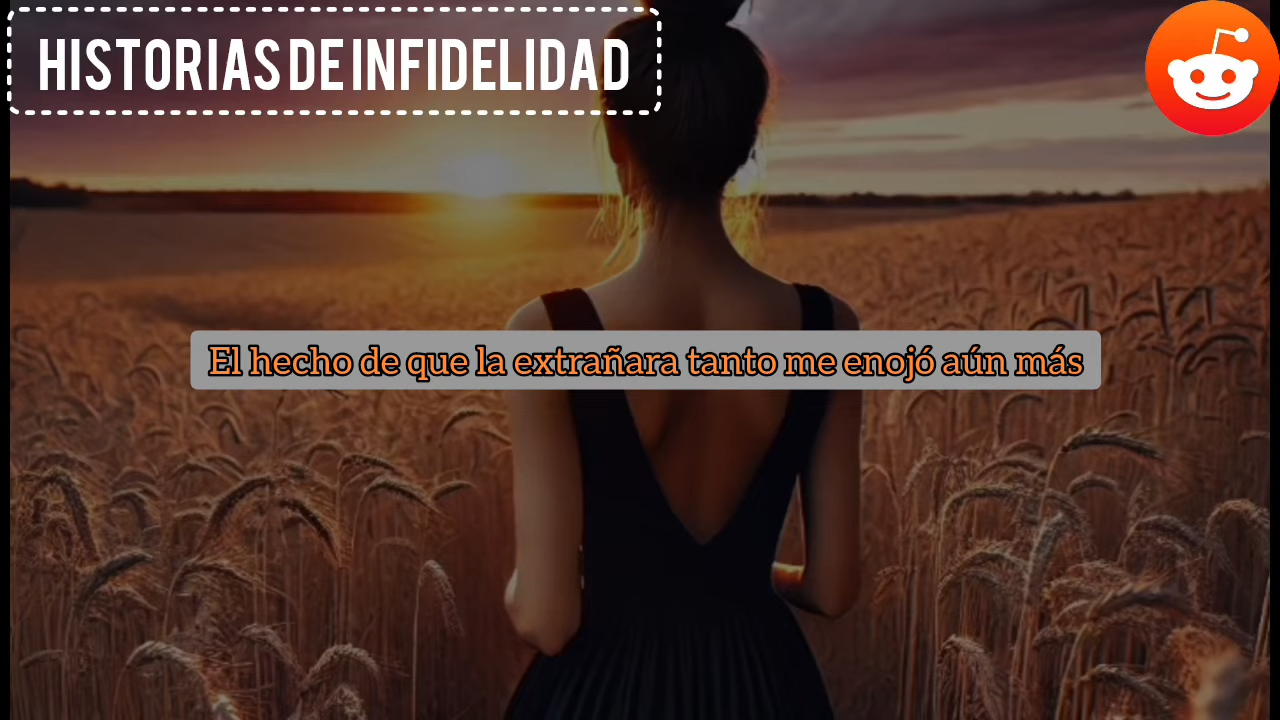 HISTORIAS DE INFIDELIDAD
El hecho de que la extrañara tanto me enojó aún más